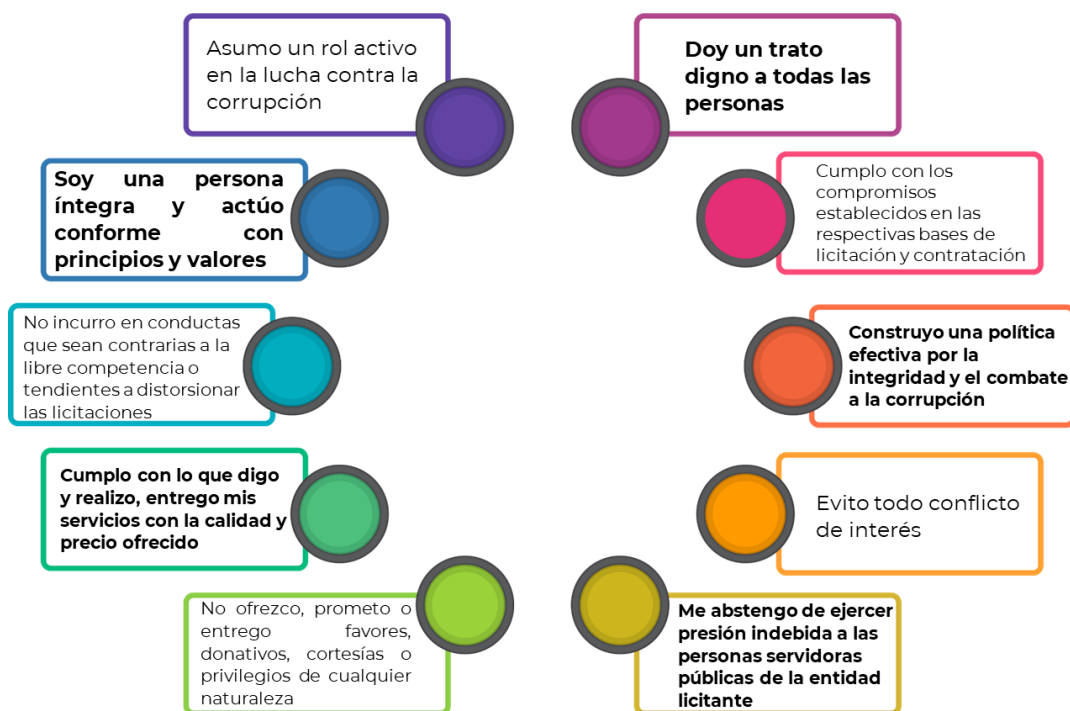 Asumo un rol activo
en la lucha contra la
corrupción
Doy un trato
digno a todas las
personas
Soy una persona
íntegra y actúo
conforme con
principios y valores
Cumplo con los
compromisos
establecidos en las
respectivas bases de
licitación y contratación
No incurro en conductas
que sean contrarias a la
libre competencia o
tendientes a distorsionar
las licitaciones
Construyo una política
efectiva por la
integridad y el combate
a la corrupción
Cumplo con lo que digo
y realizo, entrego mis
servicios con la calidad y
precio ofrecido
Evito todo conflicto
de interés
No ofrezco, prometo o
entrego favores,
donativos, cortesías o
privilegios de cualquier
naturaleza
Me abstengo de ejercer
presión indebida a las
personas servidoras
públicas de la entidad
licitante